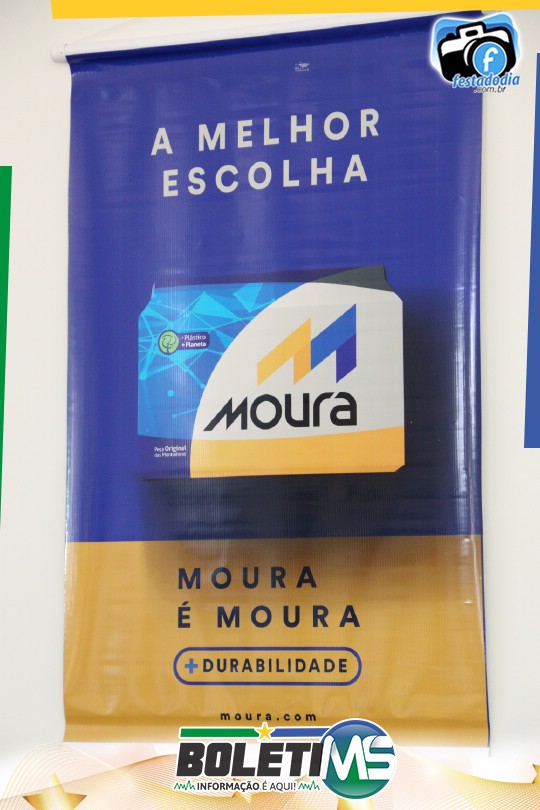 f
festadodia
.com.br
A MELHOR
ESCOLHA
- Plástico
+ Planeta
MOURA
Peça Original
das Montadoras
MOURA
É MOURA
+DURABILIDADE
moura.com
BOLETIMS
INFORMAÇÃO É AQUI!